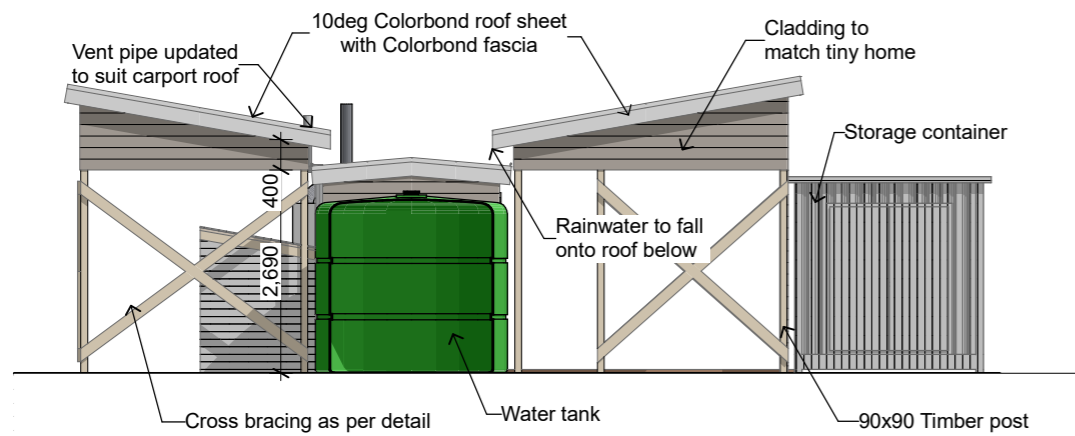 10deg Colorbond roof sheet
with Colorbond fascia
Vent pipe updated
to suit carport roof
Cladding to
match tiny home
Storage container
400
Rainwater to fall
onto roof below
2,690
Cross bracing as per detail
Water tank
90x90 Timber post